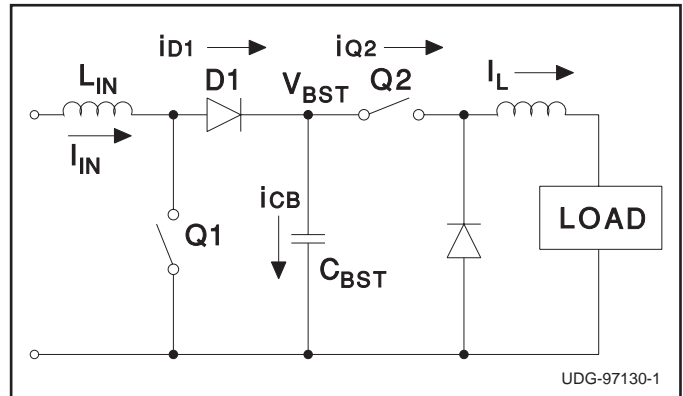 iD1
iQ2
LIN
D1
VBST
Q2
IL
IIN
Q1
iCB
CBST
LOAD
UDG-97130-1